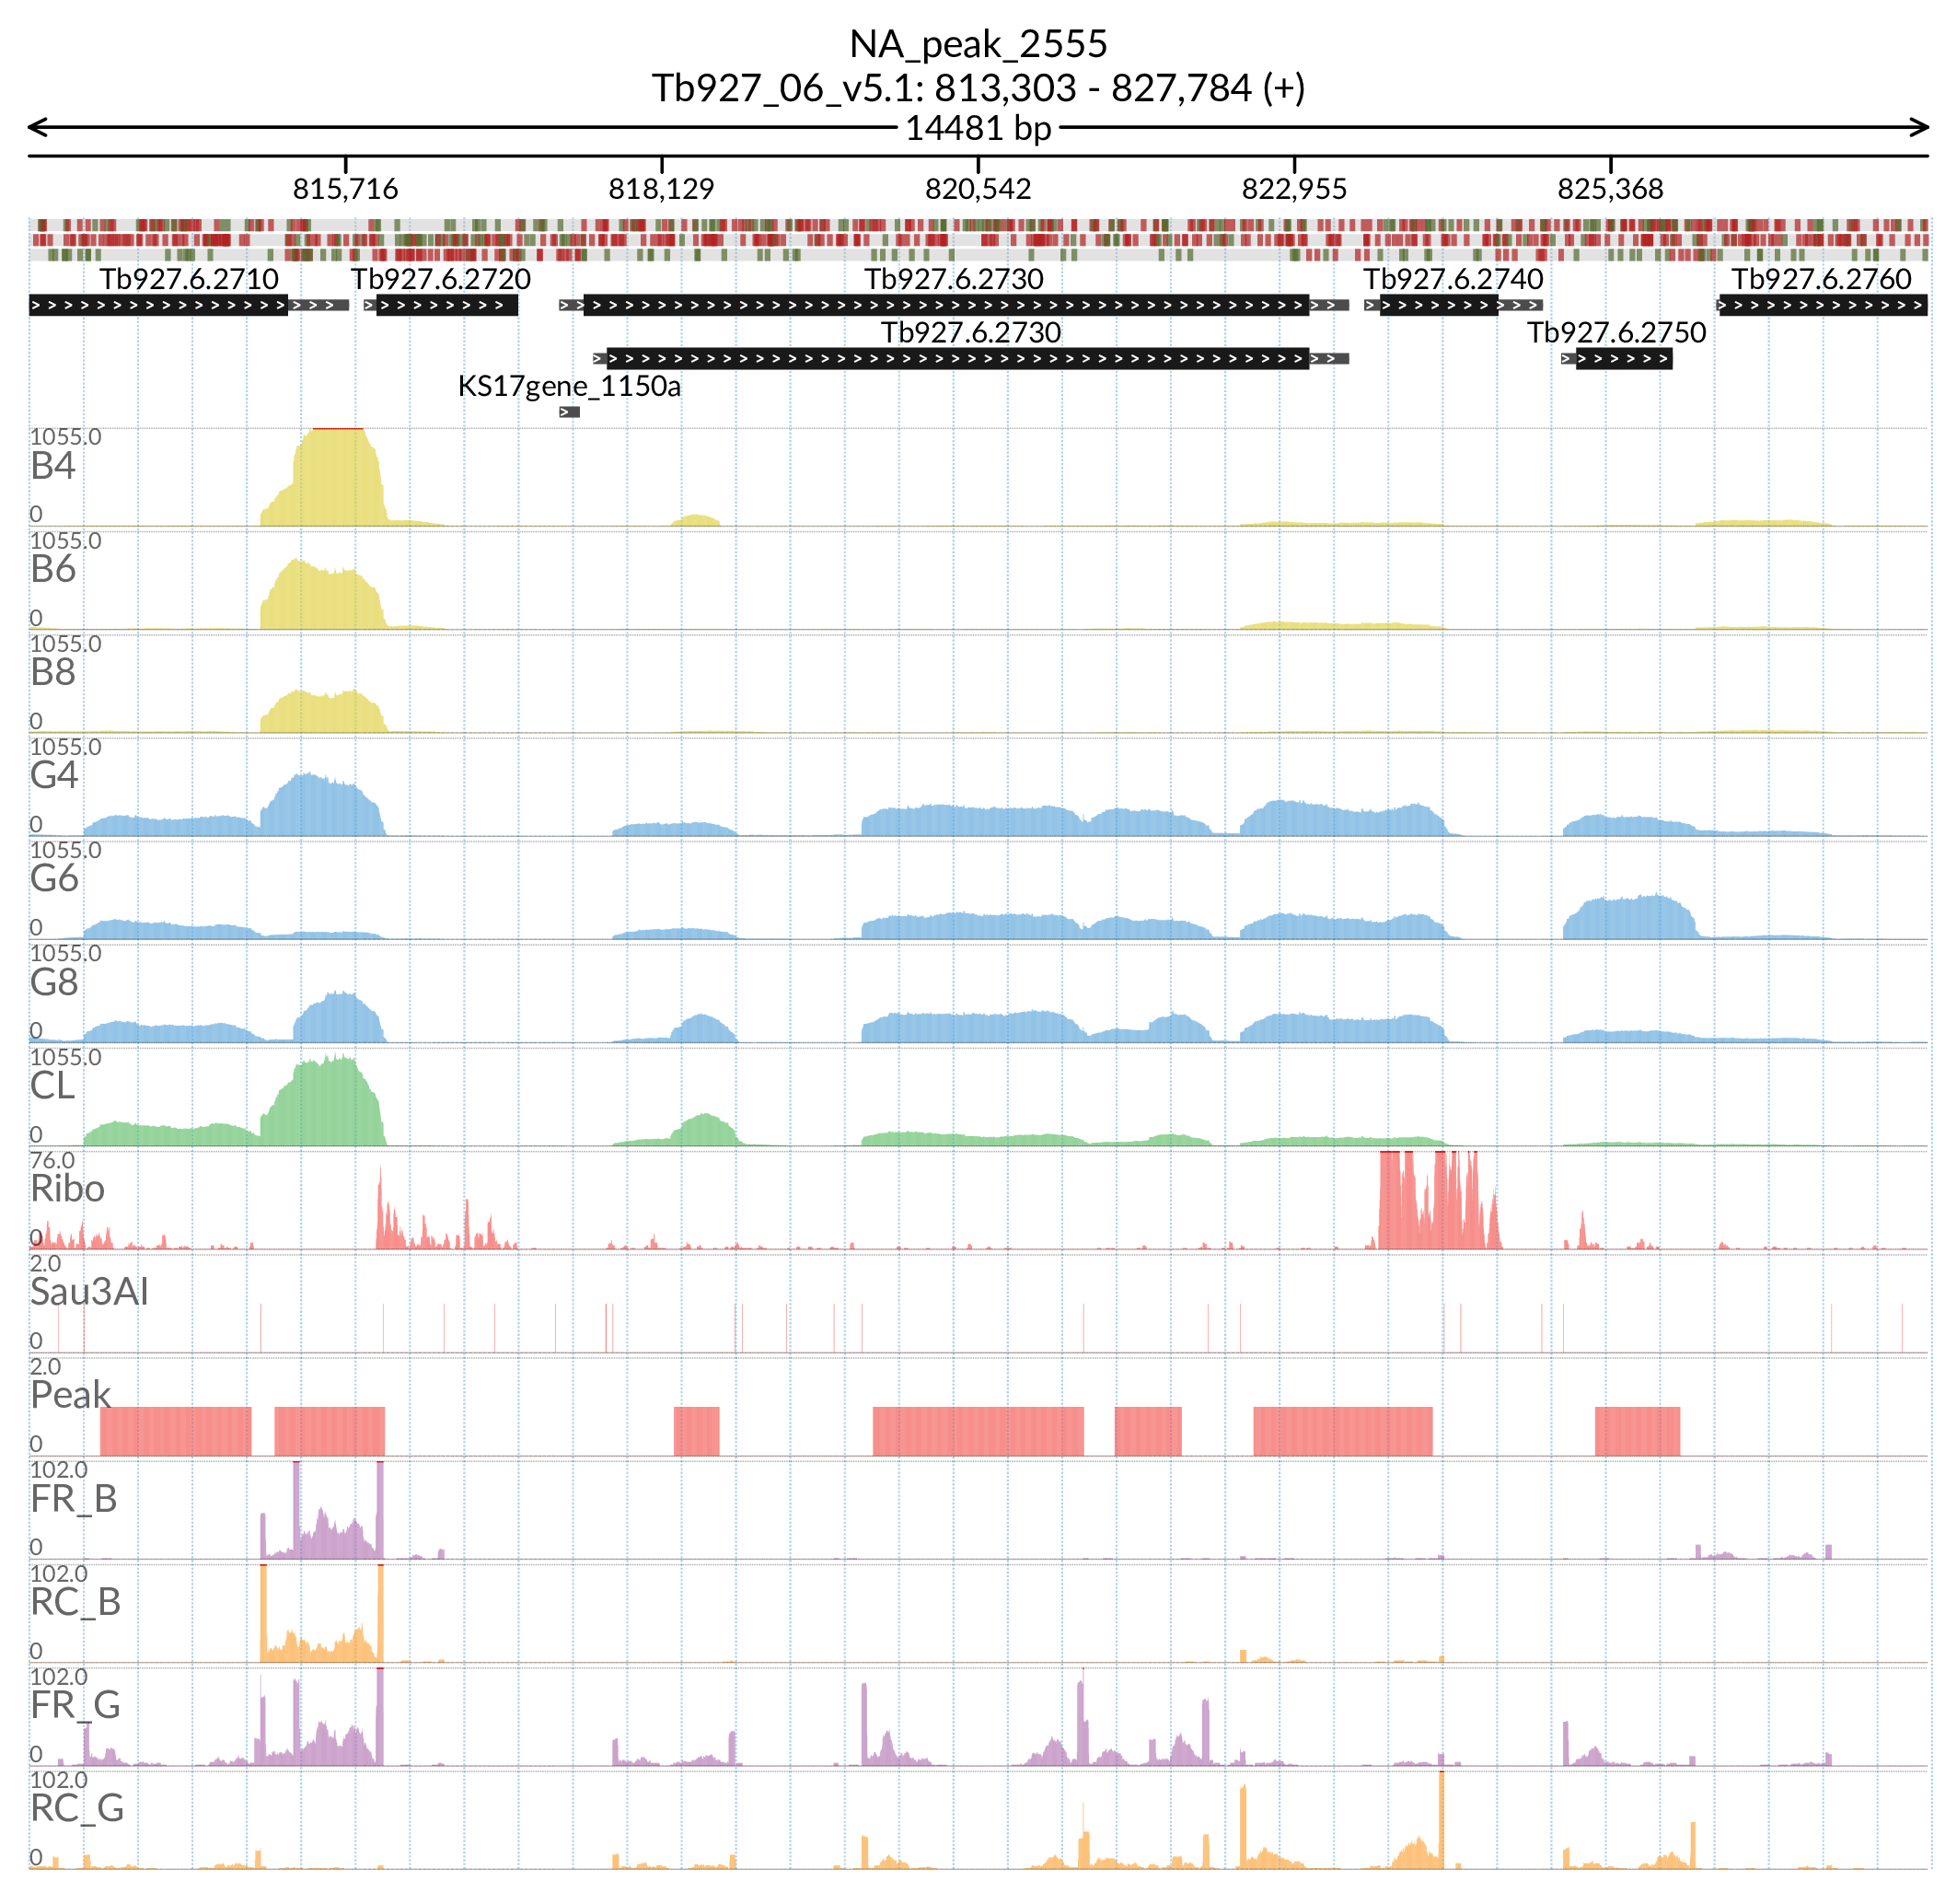 NA_peak_2555
Tb927_06_v5.1: 813,303 - 827,784 (+)
14481 bp
815,716 818,129 820,542 822,955 825,368
Tb927.6.2710 Tb927.6.2720 Tb927.6.2730 Tb927.6.2740 Tb927.6.2760
Tb927.6.2730 Tb927.6.2750
KS17gene_1150a
1055.0
B4
0
1055.0
B6
0
1055.0
B8
0
1055.0
G4
0
1055.0
G6
0
1055.0
G8
0
1055.0
CL
0
76.0
Ribo
0
2.0
Sau3AI
0
2.0
Peak
0
102.0
FR_B
0
102.0
RC_B
0
102.0
FR_G
0
102.0
RC_G
0